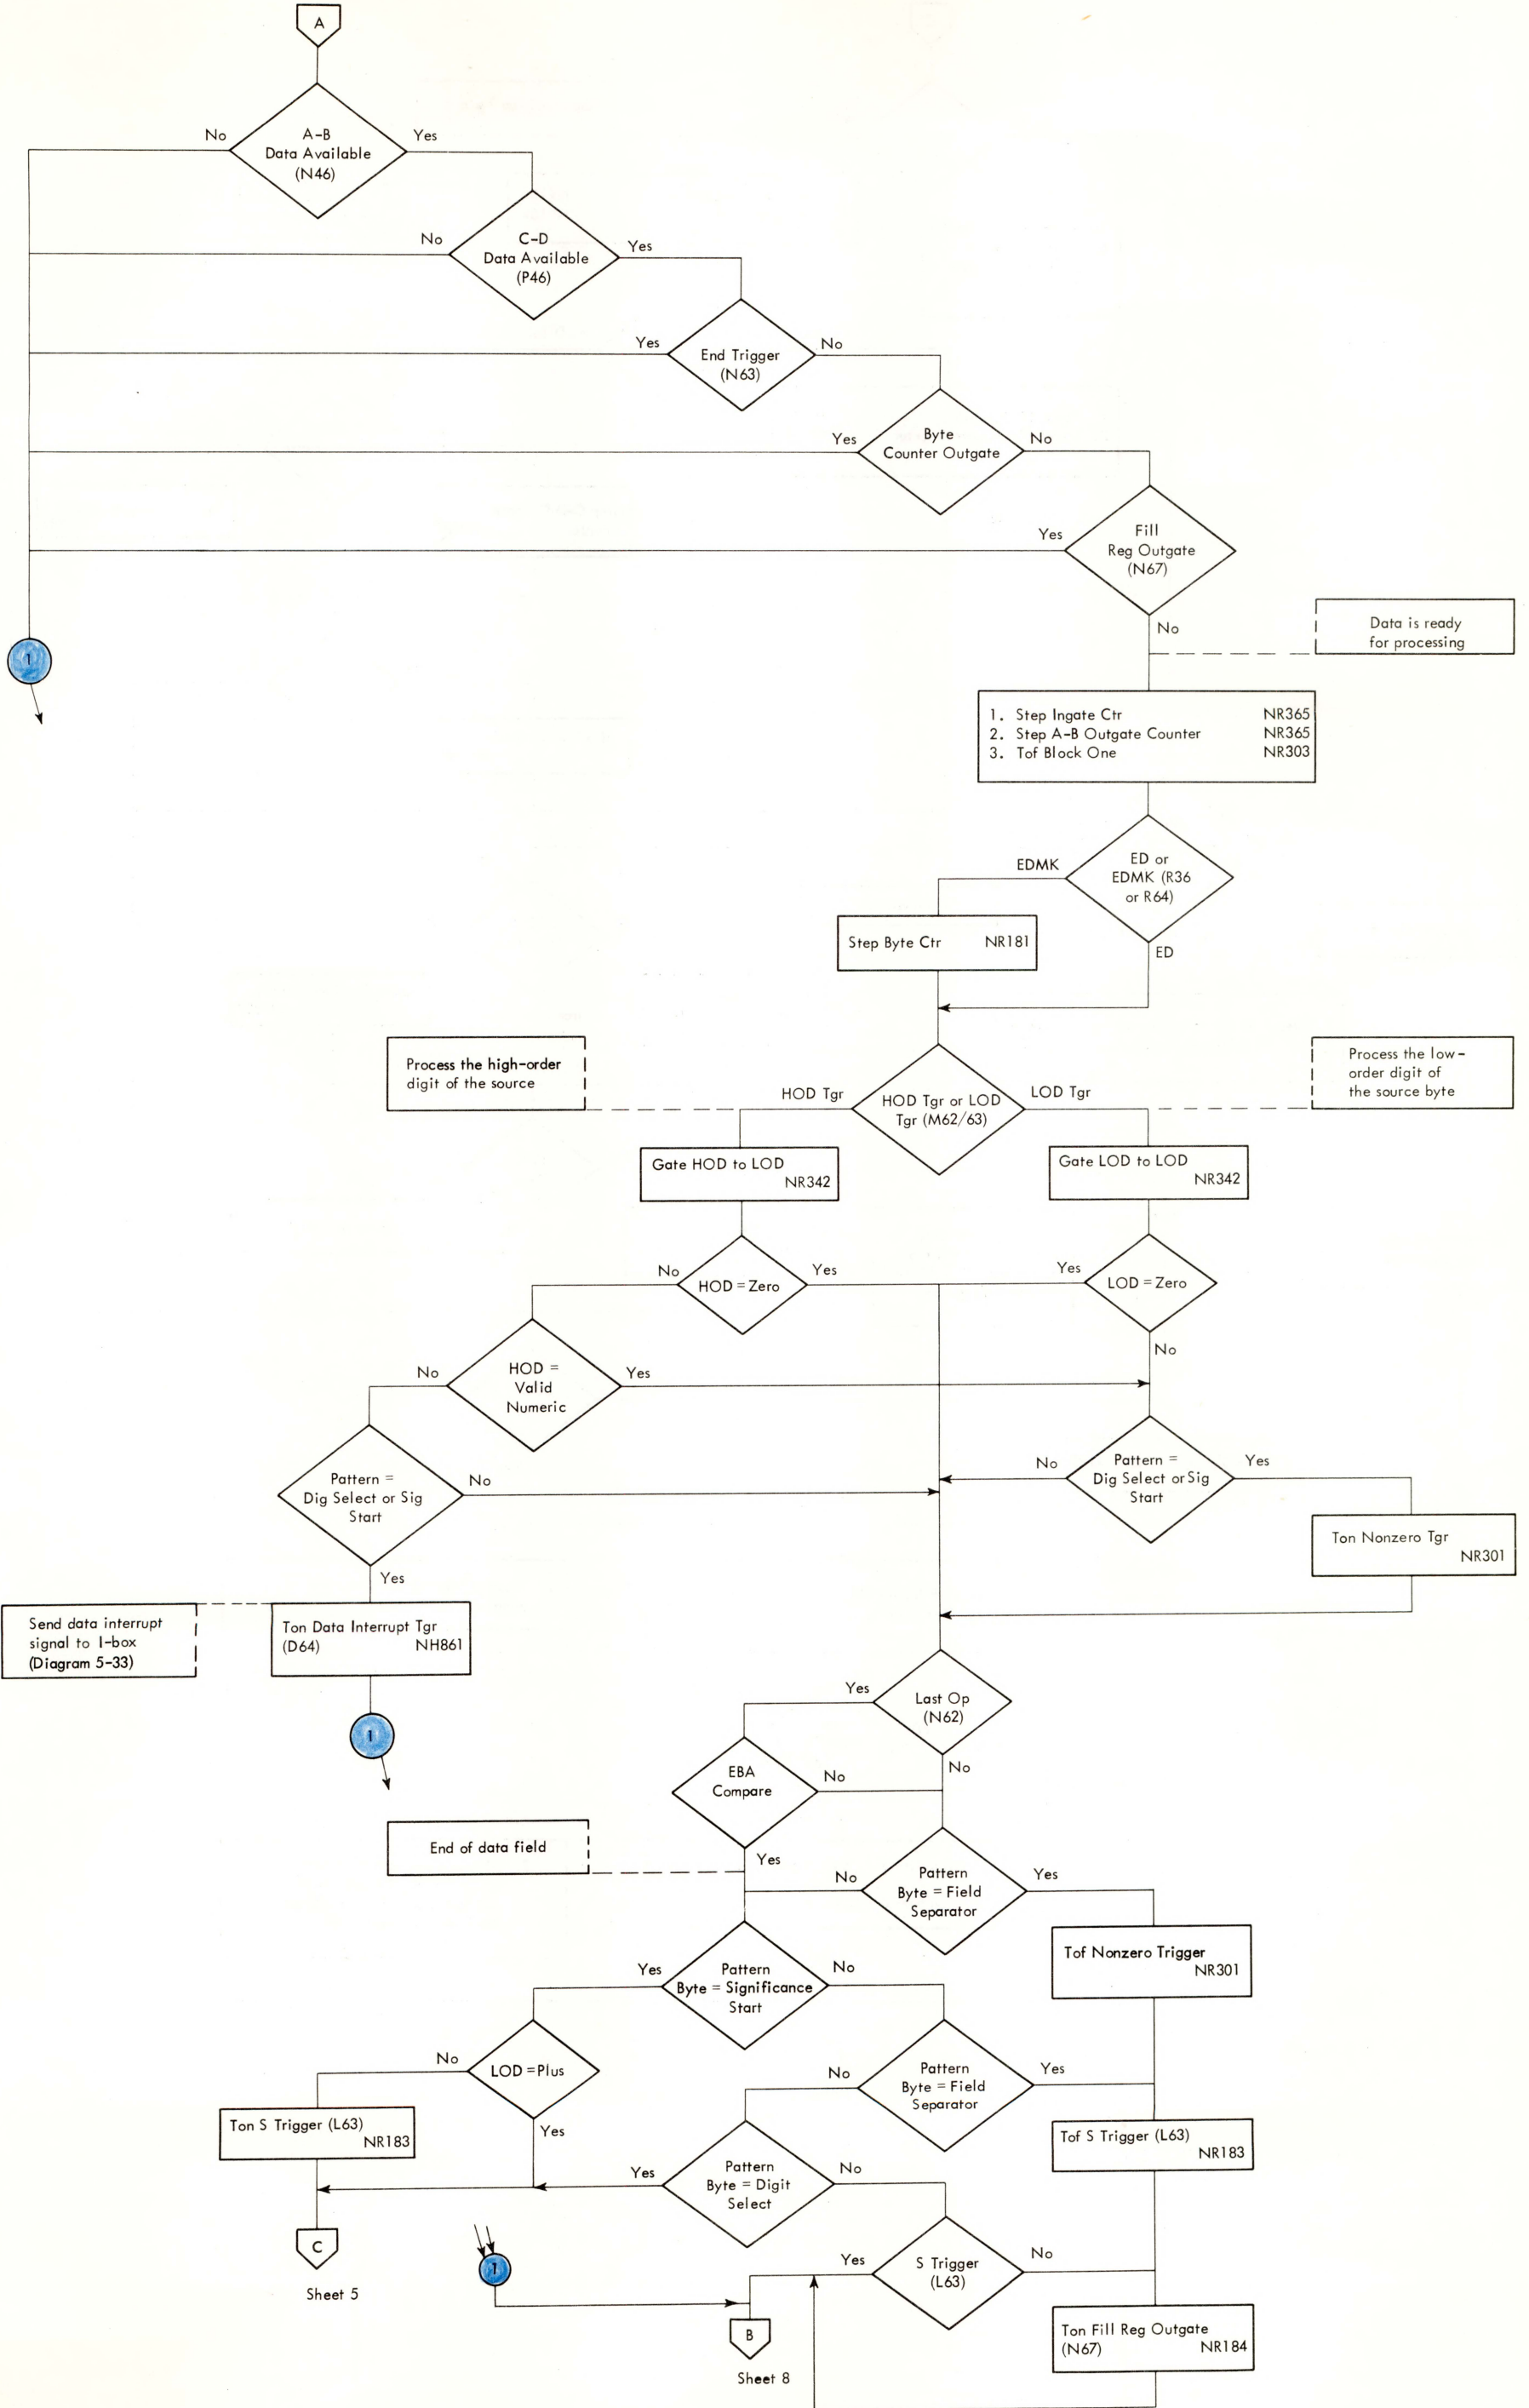 A
A-B
Data Available
(N46)
No
Yes
C-D
Data Available
(P46)
No
Yes
End Trigger
(N63)
Yes
No
Byte
Counter Outgate
Yes
No
Fill
Reg Outgate
(N67)
Yes
No
Data is ready
for processing
1
1. Step Ingate Ctr NR365
2. Step A-B Outgate Counter NR365
3. Tof Block One NR303
ED or
EDMK (R36
or R64)
EDMK
ED
Step Byte Ctr NR181
Process the high-order
digit of the source
Process the low-
order digit of
the source byte
HOD Tgr
HOD Tgr or LOD
Tgr (M62/63)
LOD Tgr
Gate HOD to LOD
NR342
Gate LOD to LOD
NR342
No
HOD = Zero
Yes
Yes
LOD = Zero
No
No
HOD =
Valid
Numeric
Yes
Pattern =
Dig Select or Sig
Start
No
Yes
No
Pattern =
Dig Select or Sig
Start
Yes
Ton Nonzero Tgr
NR301
Send data interrupt
signal to I-box
(Diagram 5-33)
Ton Data Interrupt Tgr
(D64) NH861
1
Yes
Last Op
(N62)
No
EBA
Compare
No
Yes
End of data field
No
Pattern
Byte = Field
Separator
Yes
Tof Nonzero Trigger
NR301
Yes
Pattern
Byte = Significance
Start
No
No
LOD = Plus
Yes
Ton S Trigger (L63)
NR183
No
Pattern
Byte = Field
Separator
Yes
Tof S Trigger (L63)
NR183
Yes
Pattern
Byte = Digit
Select
No
C
Sheet 5
1
Yes
S Trigger
(L63)
No
B
Sheet 8
Ton Fill Reg Outgate
(N67) NR184